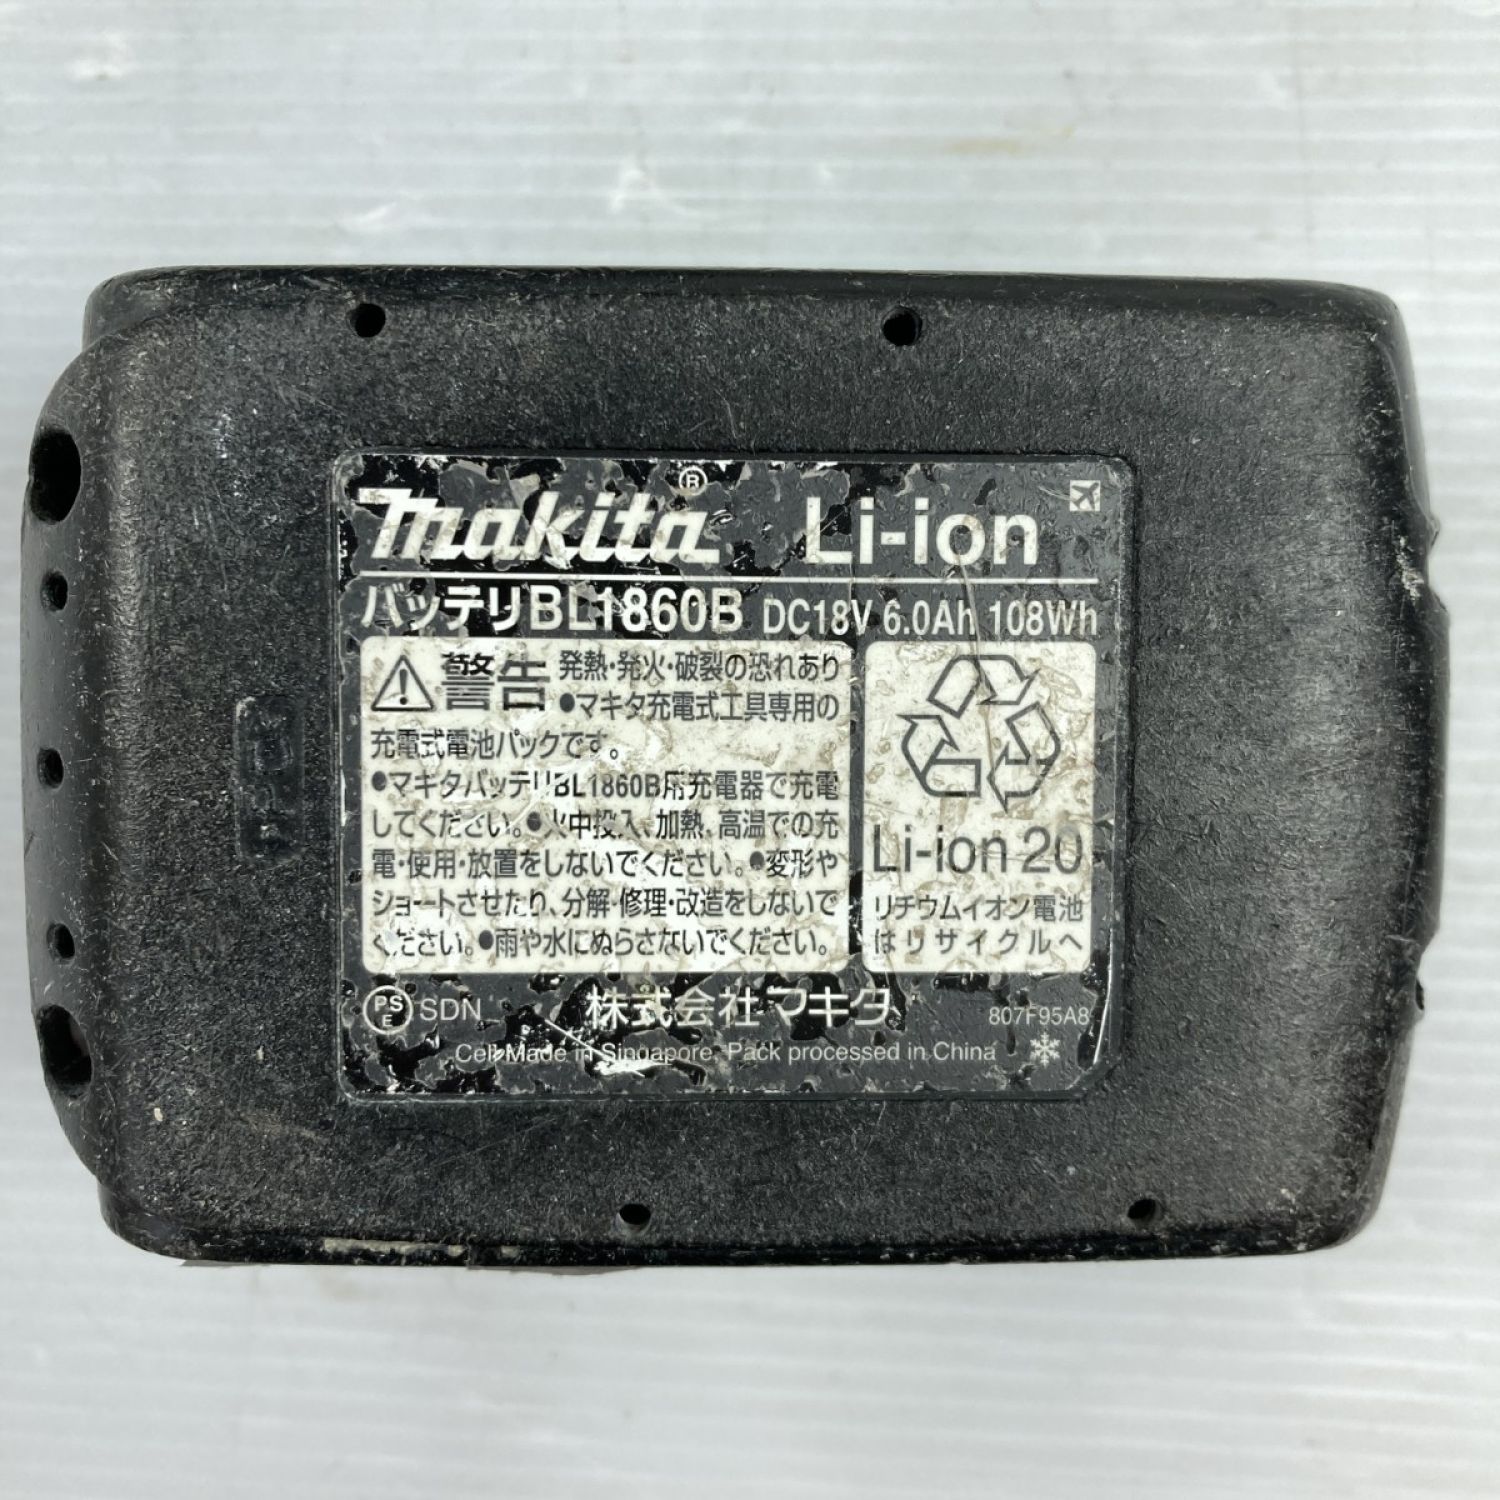 makita® Li-ion
バッテリBL1860B DC18V 6.0Ah 108Wh
警告 発熱・発火・破裂の恐れあり
●マキタ充電式工具専用の
充電式電池パックです。
●マキタバッテリBL1860B用充電器で充電
してください。●火中投入、加熱、高温での充
電・使用・放置をしないでください。●変形や
ショートさせたり、分解・修理・改造をしないで
ください。●雨や水にぬらさないでください。
Li-ion 20
リチウムイオン電池
はリサイクルへ
PSE SDN 株式会社マキタ 807F95A8
Cell Made in Singapore, Pack processed in China